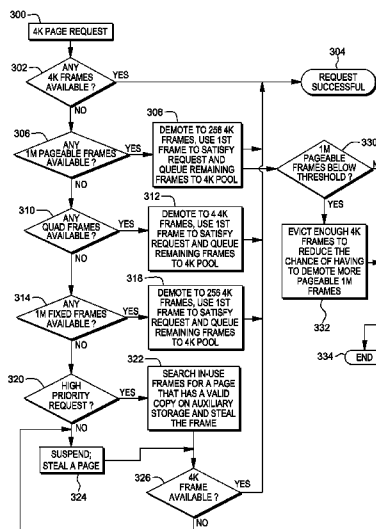 300
4K PAGE REQUEST
302
ANY
4K FRAMES
AVAILABLE ?
YES
304
REQUEST
SUCCESSFUL
NO
306
ANY
1M PAGEABLE FRAMES
AVAILABLE ?
YES
308
DEMOTE TO 256 4K
FRAMES, USE 1ST
FRAME TO SATISFY
REQUEST AND QUEUE
REMAINING FRAMES
TO 4K POOL
1M
PAGEABLE
FRAMES BELOW
THRESHOLD ?
330
NO
YES
NO
310
ANY
QUAD FRAMES
AVAILABLE ?
YES
312
DEMOTE TO 4 4K
FRAMES, USE 1ST
FRAME TO SATISFY
REQUEST AND QUEUE
REMAINING FRAMES
TO 4K POOL
EVICT ENOUGH 4K
FRAMES TO
REDUCE THE
CHANCE OF HAVING
TO DEMOTE MORE
PAGEABLE 1M
FRAMES
332
NO
314
ANY
1M FIXED FRAMES
AVAILABLE ?
YES
318
DEMOTE TO 256 4K
FRAMES, USE 1ST
FRAME TO SATISFY
REQUEST AND QUEUE
REMAINING FRAMES
TO 4K POOL
334
END
NO
320
HIGH
PRIORITY
REQUEST ?
YES
322
SEARCH IN-USE
FRAMES FOR A PAGE
THAT HAS A VALID
COPY ON AUXILIARY
STORAGE AND STEAL
THE FRAME
NO
SUSPEND;
STEAL A PAGE
324
326
4K
FRAME
AVAILABLE ?
YES
NO